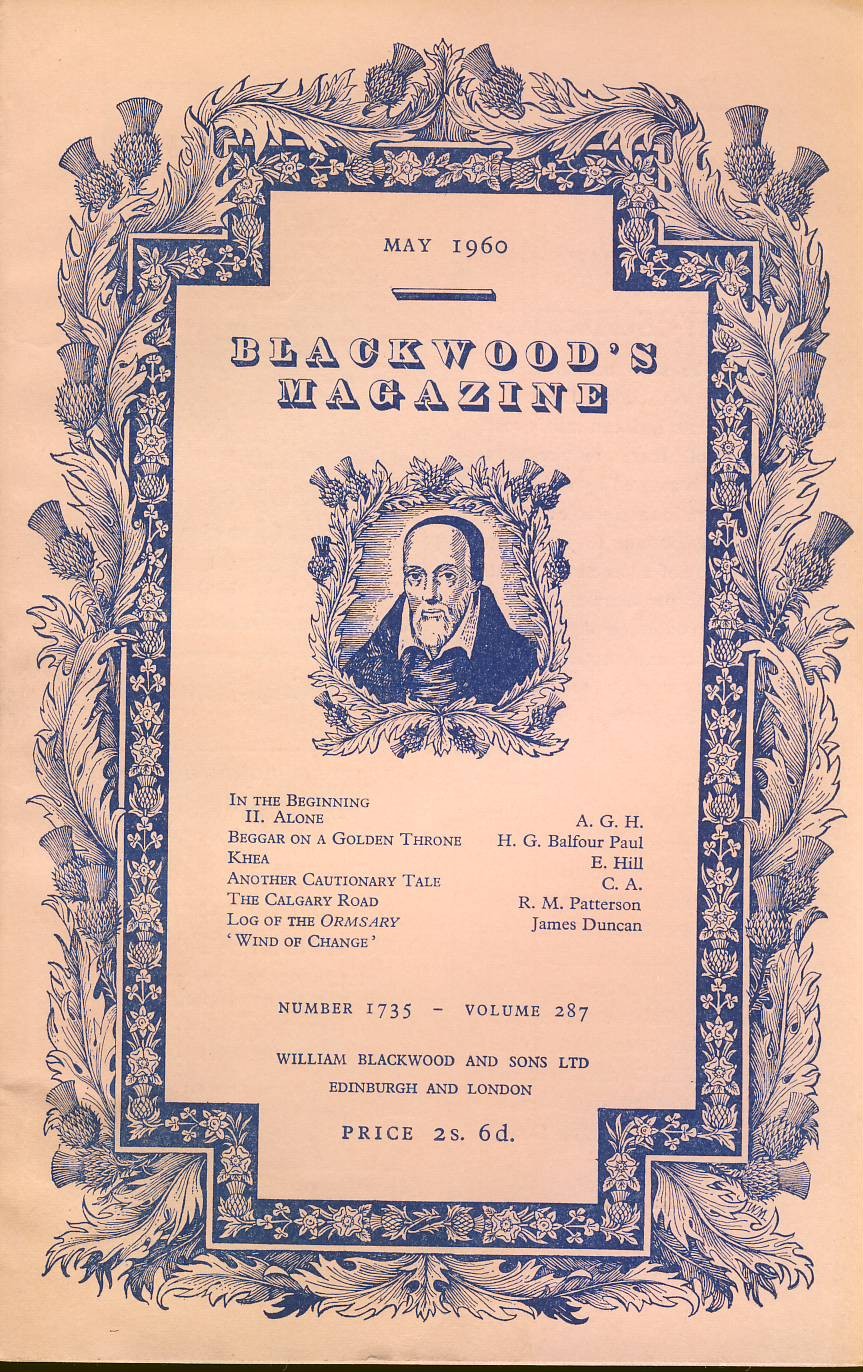 MAY 1960
BLACKWOOD'S
MAGAZINE
IN THE BEGINNING
II. ALONE A. G. H.
BEGGAR ON A GOLDEN THRONE H. G. Balfour Paul
KHEA E. Hill
ANOTHER CAUTIONARY TALE C. A.
THE CALGARY ROAD R. M. Patterson
LOG OF THE ORMSARY James Duncan
‘WIND OF CHANGE’
NUMBER 1735 - VOLUME 287
WILLIAM BLACKWOOD AND SONS LTD
EDINBURGH AND LONDON
PRICE 2s. 6d.